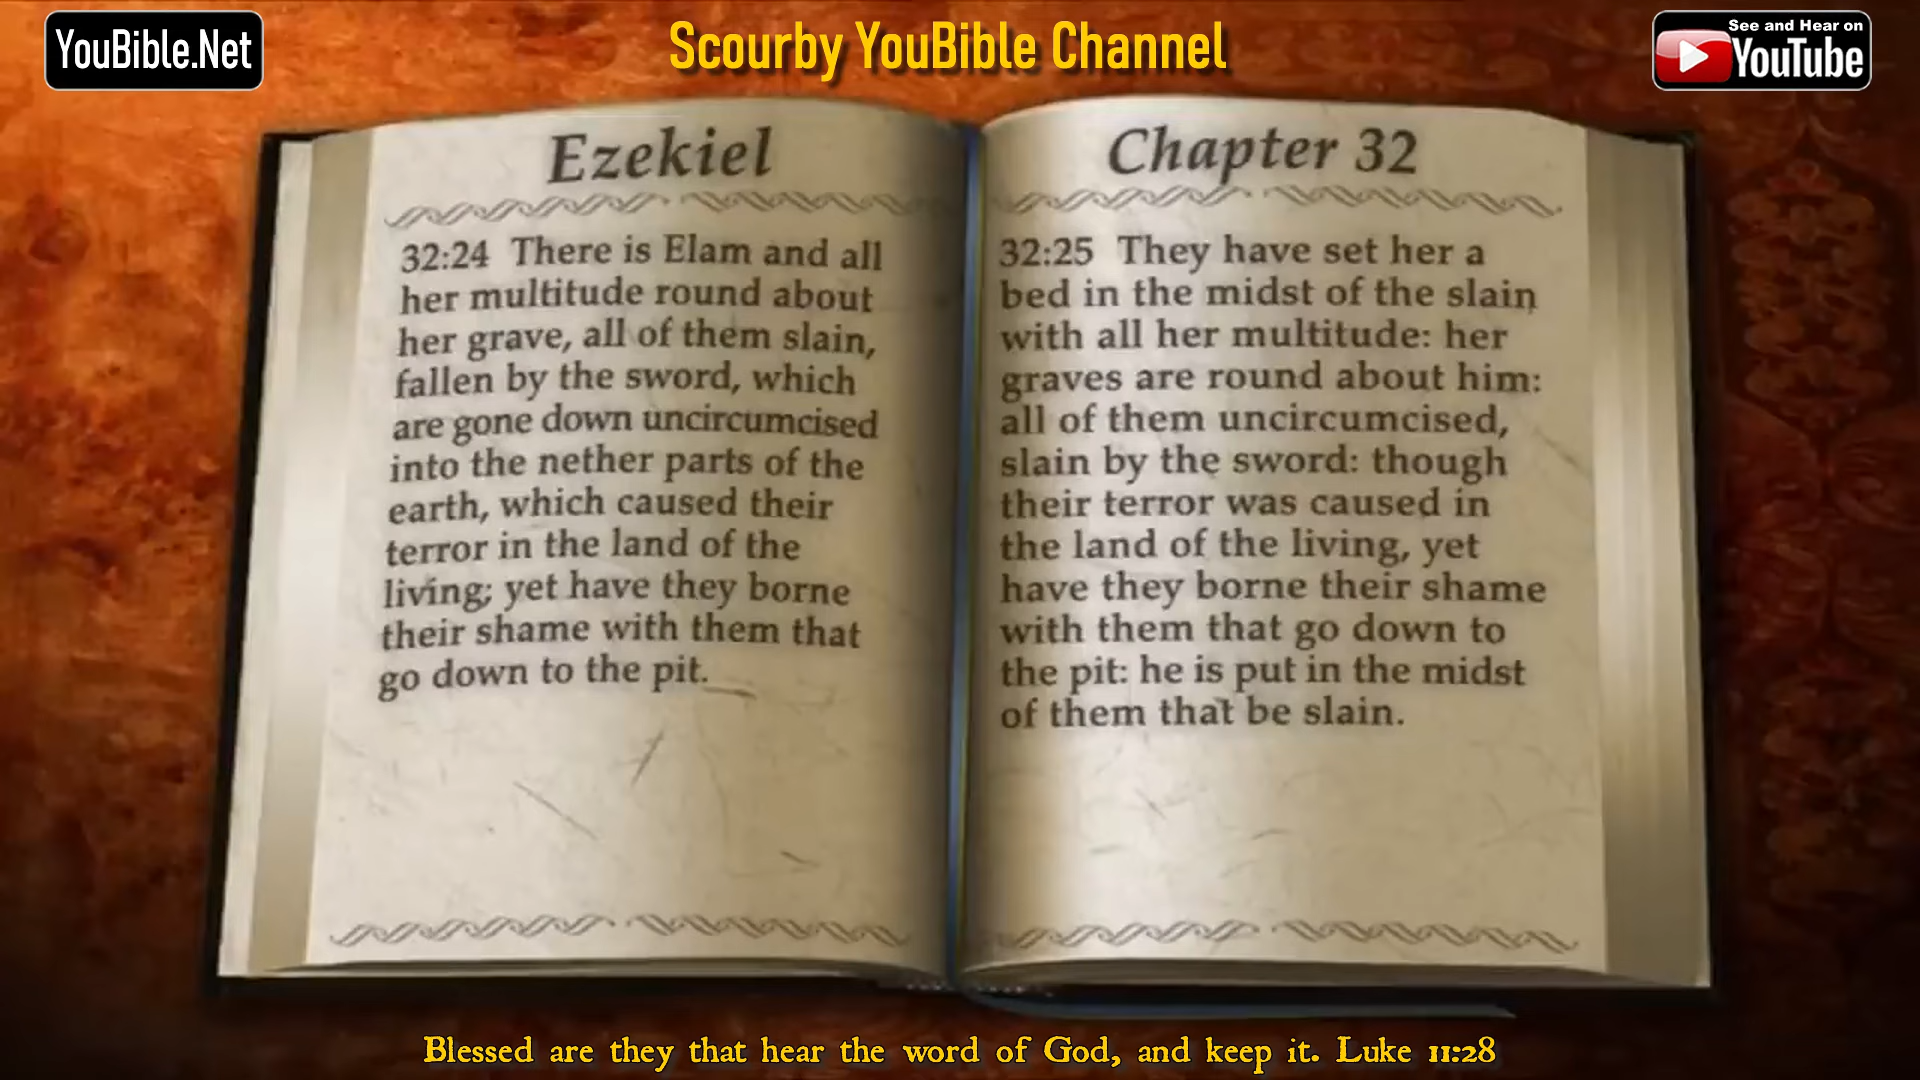 YouBible.Net
Scourby YouBible Channel
See and Hear on
YouTube
Ezekiel
32:24 There is Elam and all
her multitude round about
her grave, all of them slain,
fallen by the sword, which
are gone down uncircumcised
into the nether parts of the
earth, which caused their
terror in the land of the
living; yet have they borne
their shame with them that
go down to the pit.
Chapter 32
32:25 They have set her a
bed in the midst of the slain
with all her multitude: her
graves are round about him:
all of them uncircumcised,
slain by the sword: though
their terror was caused in
the land of the living, yet
have they borne their shame
with them that go down to
the pit: he is put in the midst
of them that be slain.
Blessed are they that hear the word of God, and keep it. Luke 11:28